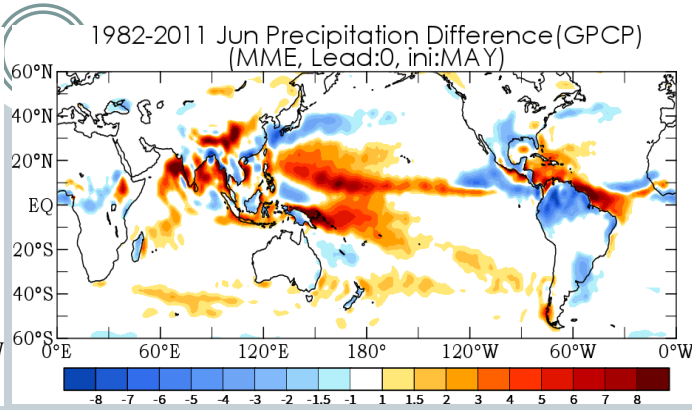 1982-2011 Jun Precipitation Difference(GPCP)
(MME, Lead:0, ini:MAY)
60°N
40°N
20°N
EQ
20°S
40°S
60°S
0°E 60°E 120°E 180° 120°W 60°W 0°W
-8 -7 -6 -5 -4 -3 -2 -1.5 -1 1 1.5 2 3 4 5 6 7 8